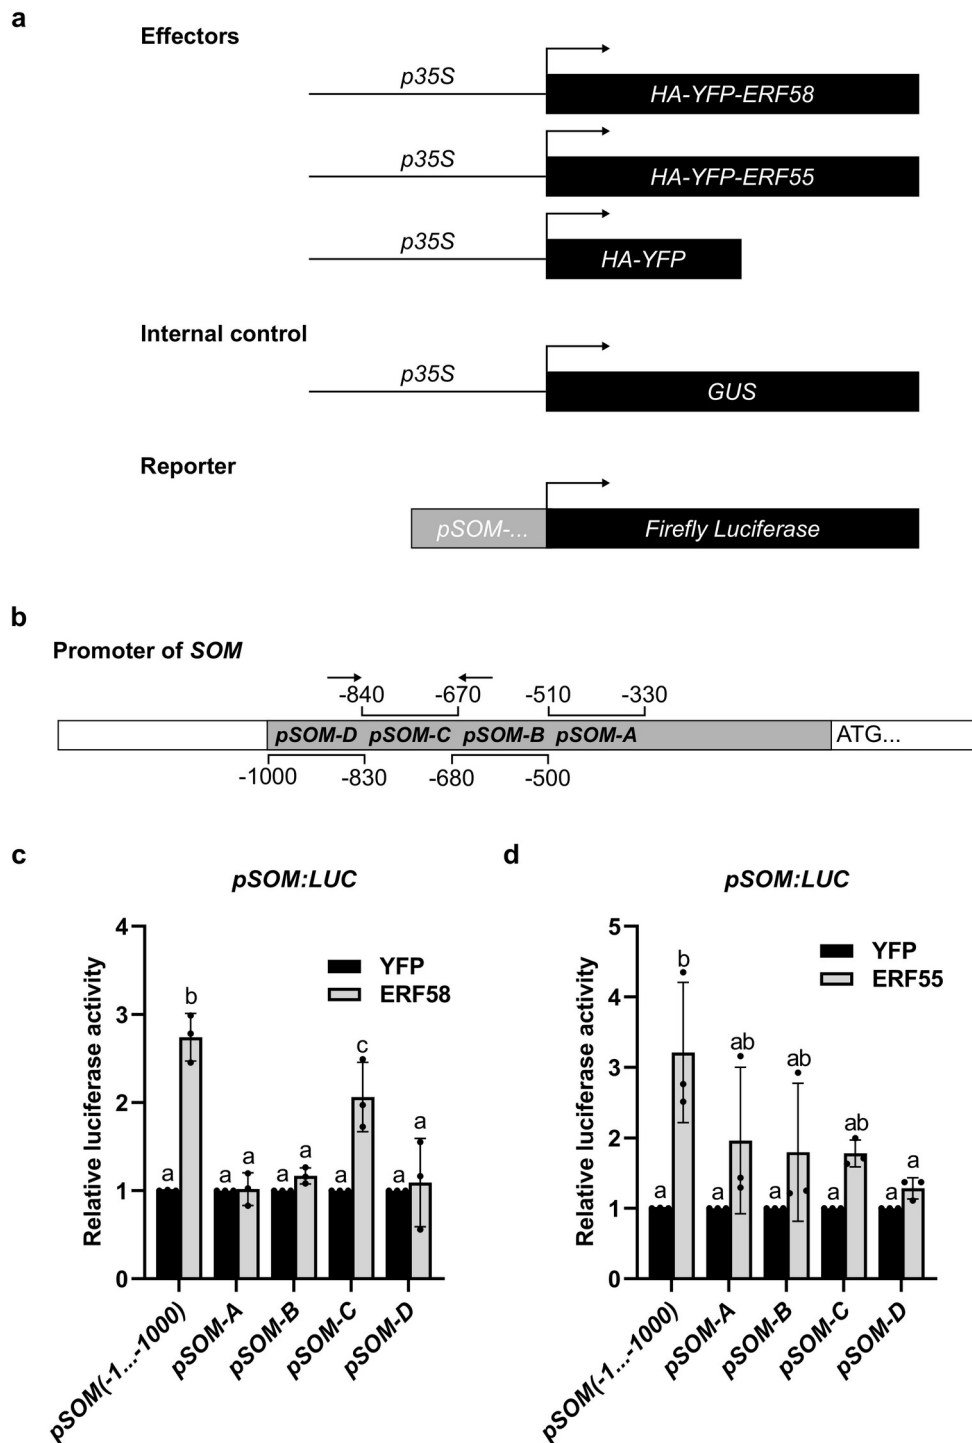 a
Effectors
p35S
HA-YFP-ERF58
p35S
HA-YFP-ERF55
p35S
HA-YFP
Internal control
p35S
GUS
Reporter
pSOM-...
Firefly Luciferase
b
Promoter of SOM
-840 -670 -510 -330
pSOM-D pSOM-C pSOM-B pSOM-A ATG...
-1000 -830 -680 -500
c
pSOM:LUC
Relative luciferase activity
4
3
2
1
0
YFP
ERF58
a b a a a a a c a a
pSOM(-1...-1000)
pSOM-A
pSOM-B
pSOM-C
pSOM-D
d
pSOM:LUC
Relative luciferase activity
5
4
3
2
1
0
YFP
ERF55
a b a ab a ab a ab a a
pSOM(-1...-1000)
pSOM-A
pSOM-B
pSOM-C
pSOM-D